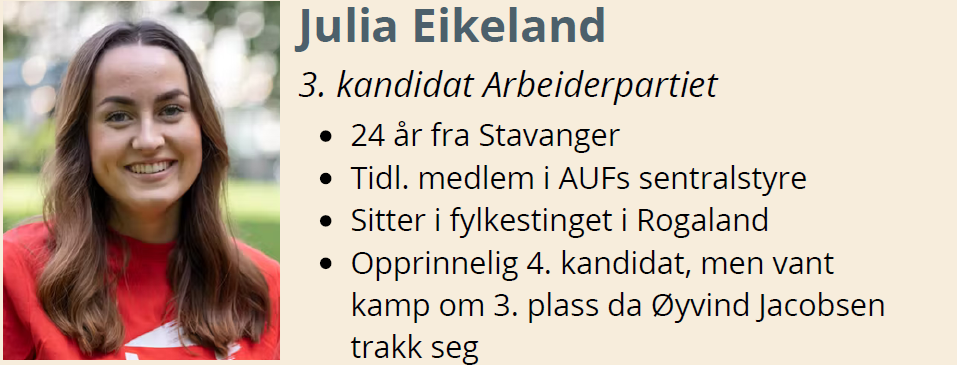 Julia Eikeland
3. kandidat Arbeiderpartiet
• 24 år fra Stavanger
• Tidl. medlem i AUFs sentralstyre
• Sitter i fylkestinget i Rogaland
• Opprinnelig 4. kandidat, men vant
kamp om 3. plass da Øyvind Jacobsen
trakk seg